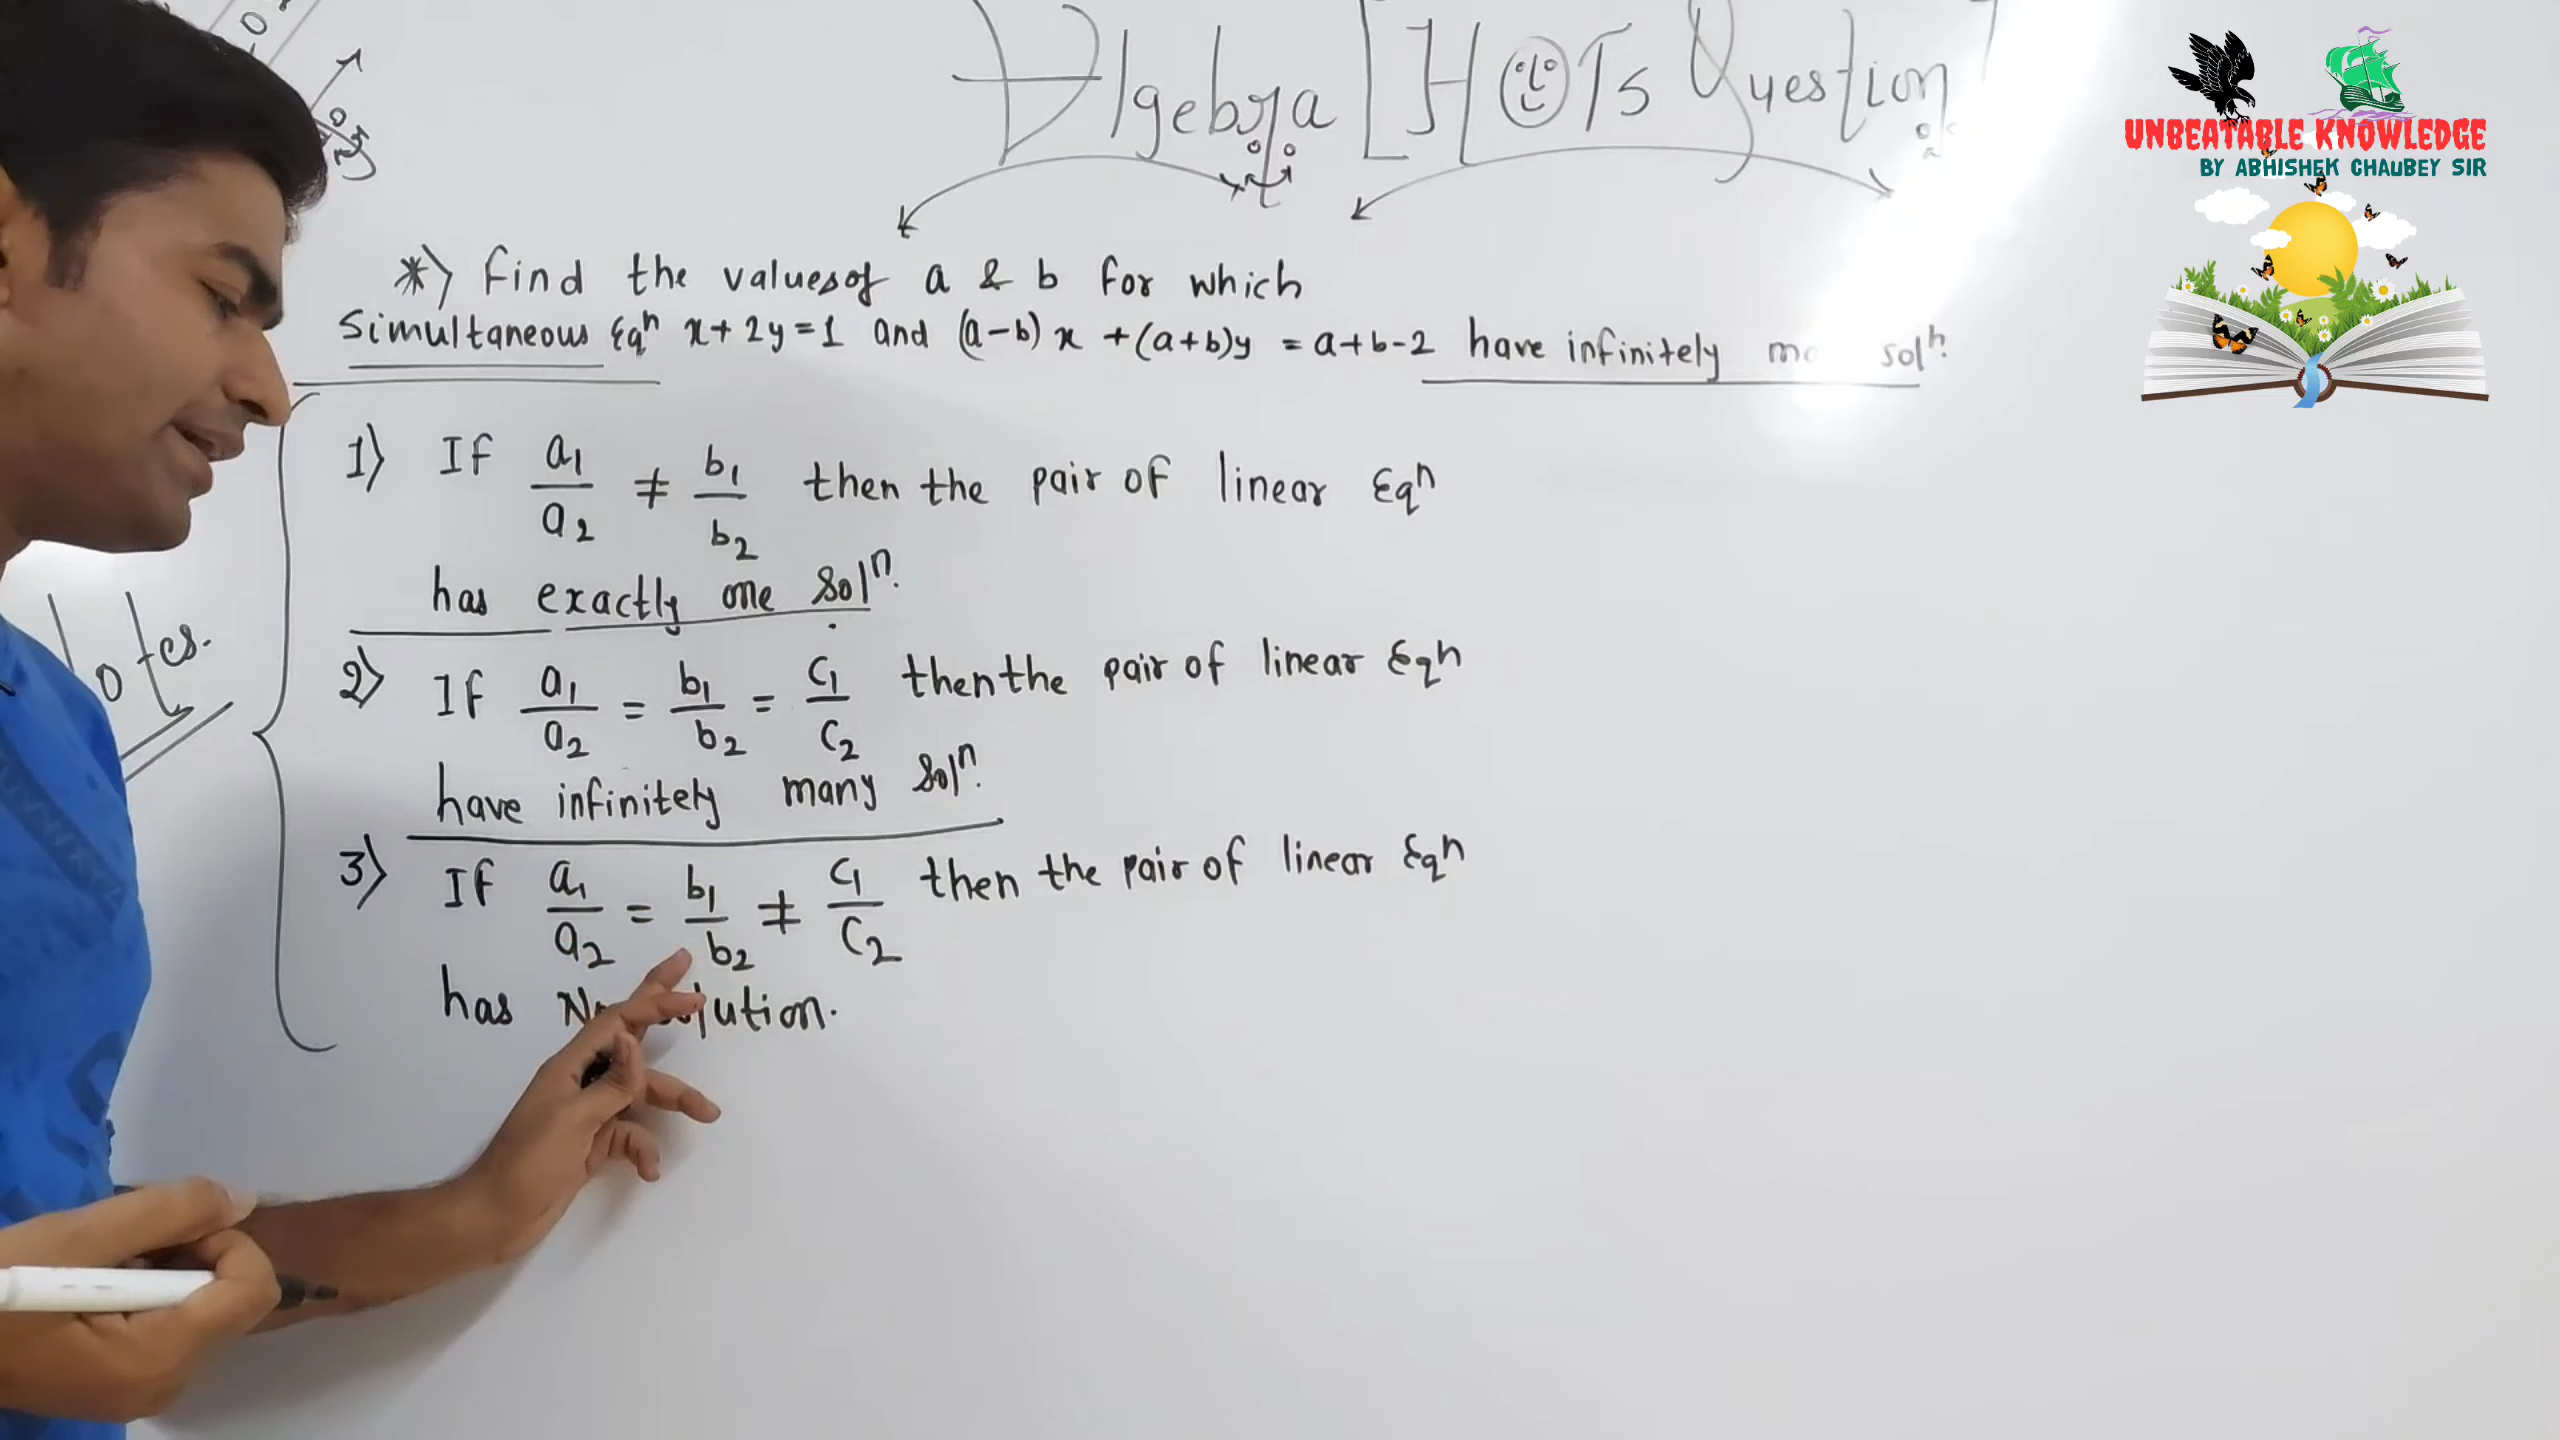 Algebra [HOTs Question]
*) Find the values of a & b for which
Simultaneous Eqⁿ x + 2y = 1 and (a-b) x + (a+b)y = a+b-2 have infinitely solⁿ.
1) If a₁/a₂ ≠ b₁/b₂ then the pair of linear Eqⁿ
has exactly one Solⁿ.
2) If a₁/a₂ = b₁/b₂ = c₁/c₂ then the pair of linear Eqⁿ
have infinitely many Solⁿ.
3) If a₁/a₂ = b₁/b₂ ≠ c₁/c₂ then the pair of linear Eqⁿ
has
Notes.
UNBEATABLE KNOWLEDGE
BY ABHISHEK CHAUBEY SIR